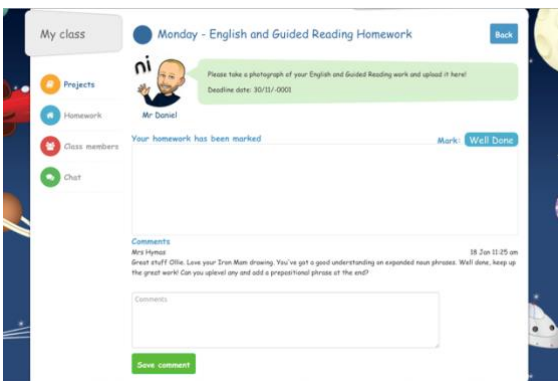 My class
Projects
Homework
Class members
Chat
Monday - English and Guided Reading Homework
Back
ni
Mr Daniel
Please take a photograph of your English and Guided Reading work and upload it here!
Deadline date: 30/11/-0001
Your homework has been marked
Mark: Well Done
Comments
Mrs Hymas 18 Jan 11:25 am
Great stuff Ollie. Love your Iron Man drawing. You've got a good understanding on expanded noun phrases. Well done, keep up
the great work! Can you uplevel any and add a prepositional phrase at the end?
Comments
Save comment